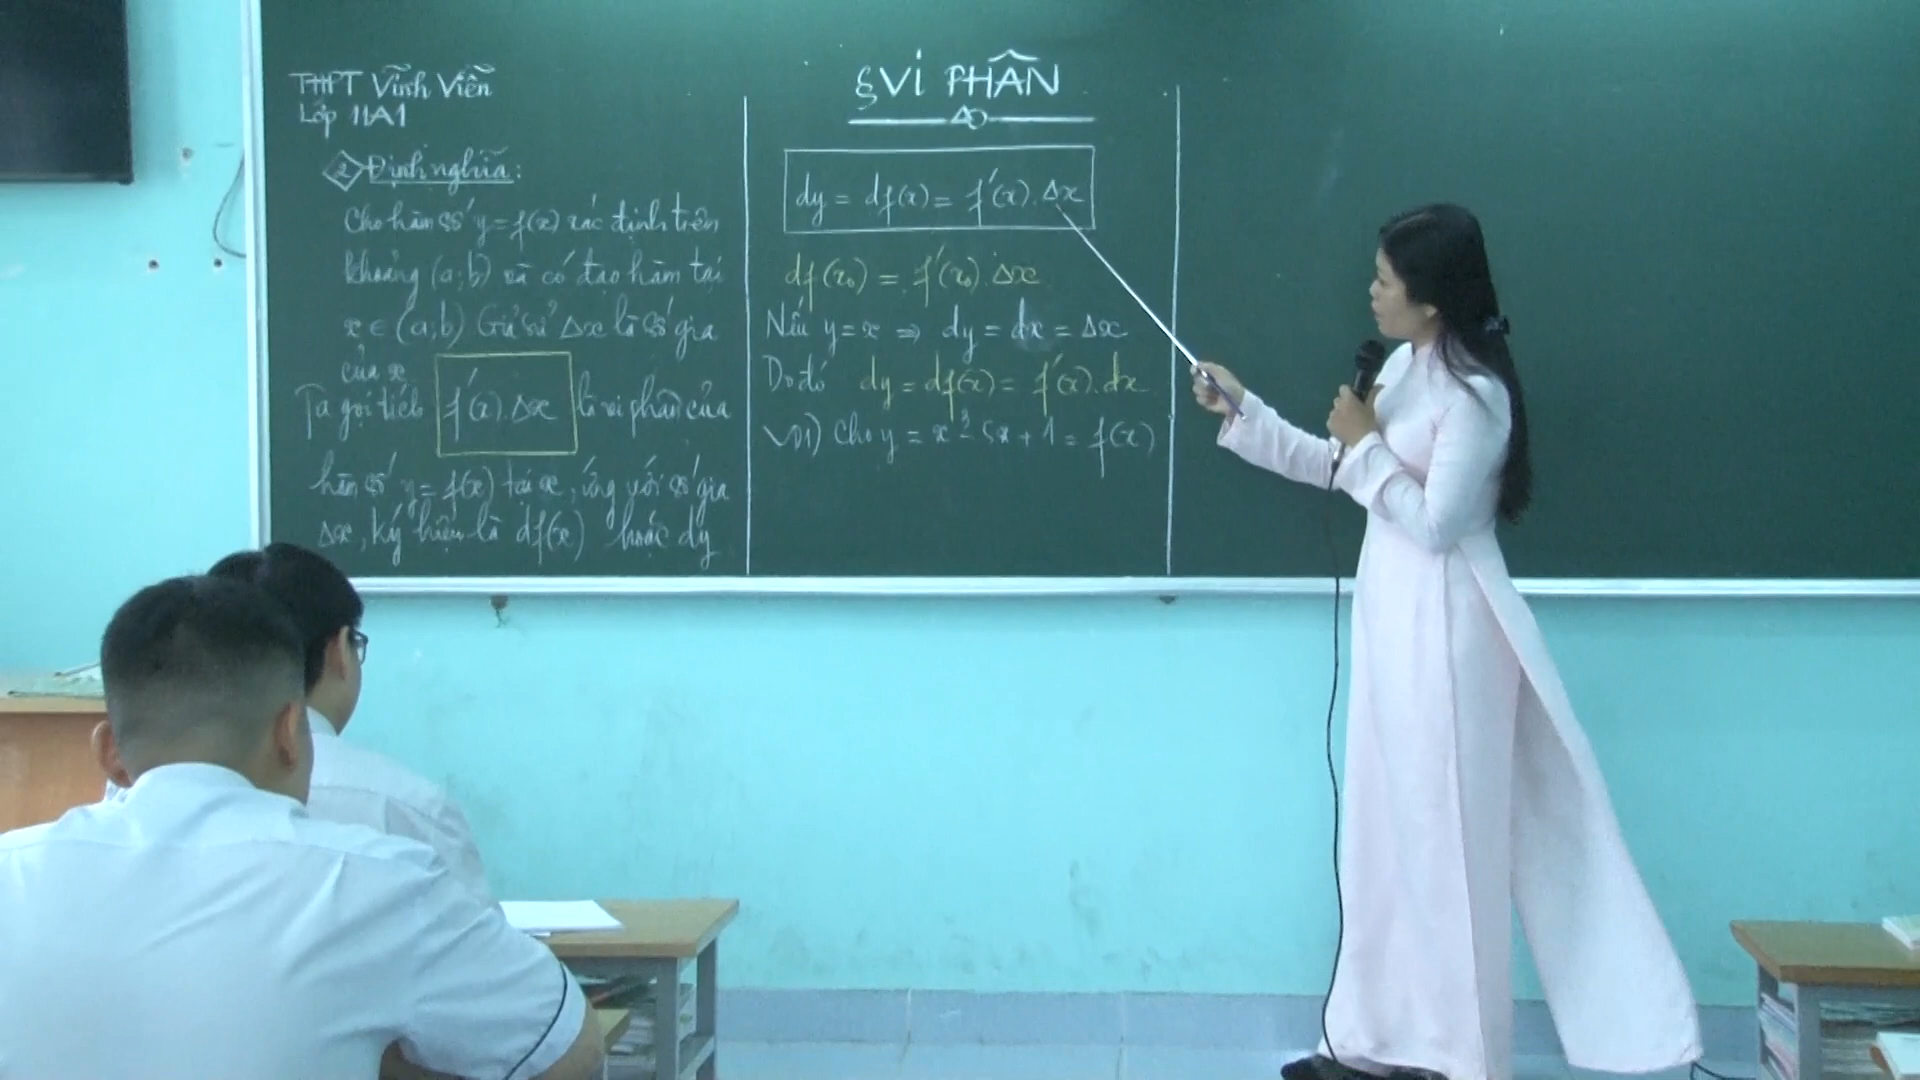 THPT Vĩnh Viễn
Lớp 11A1
2 Định nghĩa:
Cho hàm số y=f(x) xác định trên
khoảng (a;b) và có đạo hàm tại
x ∈ (a;b) Giả sử Δx là số gia
của x
Ta gọi tích f'(x).Δx là vi phân của
hàm số y=f(x) tại x, ứng với số gia
Δx, ký hiệu là df(x) hoặc dy
§ VI PHÂN
dy = df(x) = f'(x).Δx
df(x₀) = f'(x₀).Δx
Nếu y=x ⇒ dy = dx = Δx
Do đó dy = df(x) = f'(x).dx
VD1) Cho y = x³ - 5x + 1 = f(x)